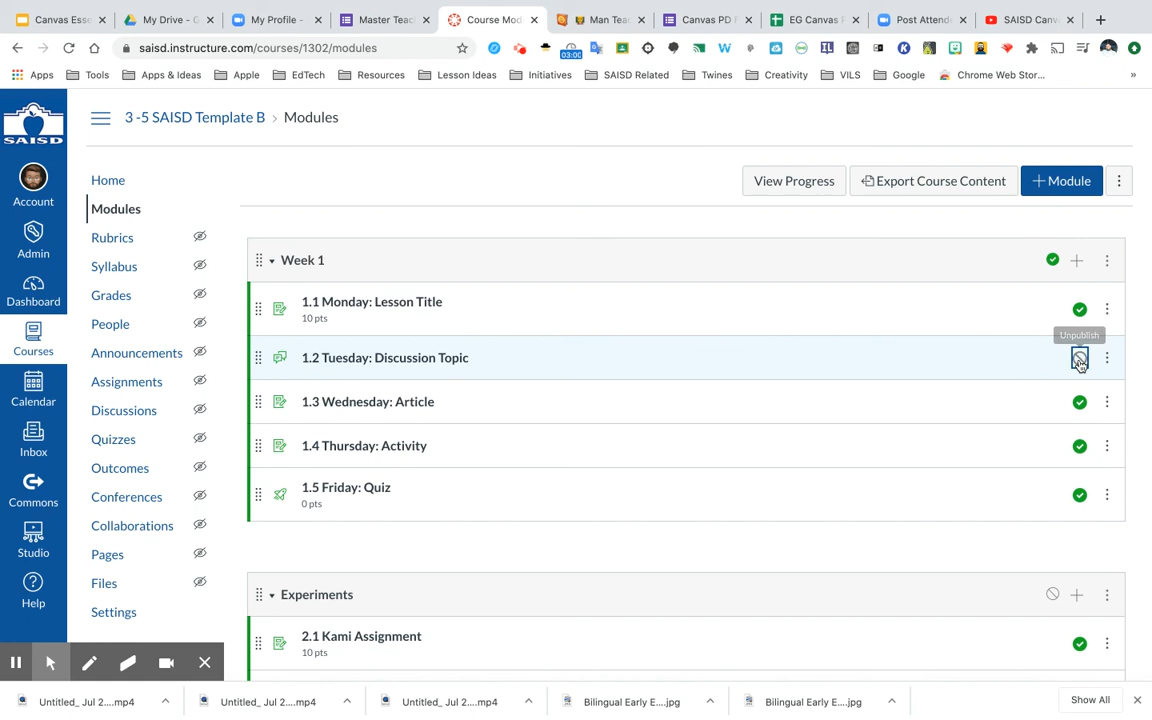 Canvas Esse
My Drive - G
My Profile -
Master Teac
Course Mod
Man Tea
Canvas PD F
EG Canvas F
Post Attend
SAISD Canv
saisd.instructure.com/courses/1302/modules
03:00
Apps
Tools
Apps & Ideas
Apple
EdTech
Resources
Lesson Ideas
Initiatives
SAISD Related
Twines
Creativity
VILS
Google
Chrome Web Stor...
SAISD
3 -5 SAISD Template B > Modules
Account
Admin
Dashboard
Courses
Calendar
Inbox
Commons
Studio
Help
Home
Modules
Rubrics
Syllabus
Grades
People
Announcements
Assignments
Discussions
Quizzes
Outcomes
Conferences
Collaborations
Pages
Files
Settings
View Progress
Export Course Content
+ Module
Week 1
1.1 Monday: Lesson Title
10 pts
Unpublish
1.2 Tuesday: Discussion Topic
1.3 Wednesday: Article
1.4 Thursday: Activity
1.5 Friday: Quiz
0 pts
Experiments
2.1 Kami Assignment
10 pts
Untitled_ Jul 2....mp4
Untitled_ Jul 2....mp4
Untitled_ Jul 2....mp4
Bilingual Early E....jpg
Bilingual Early E....jpg
Show All